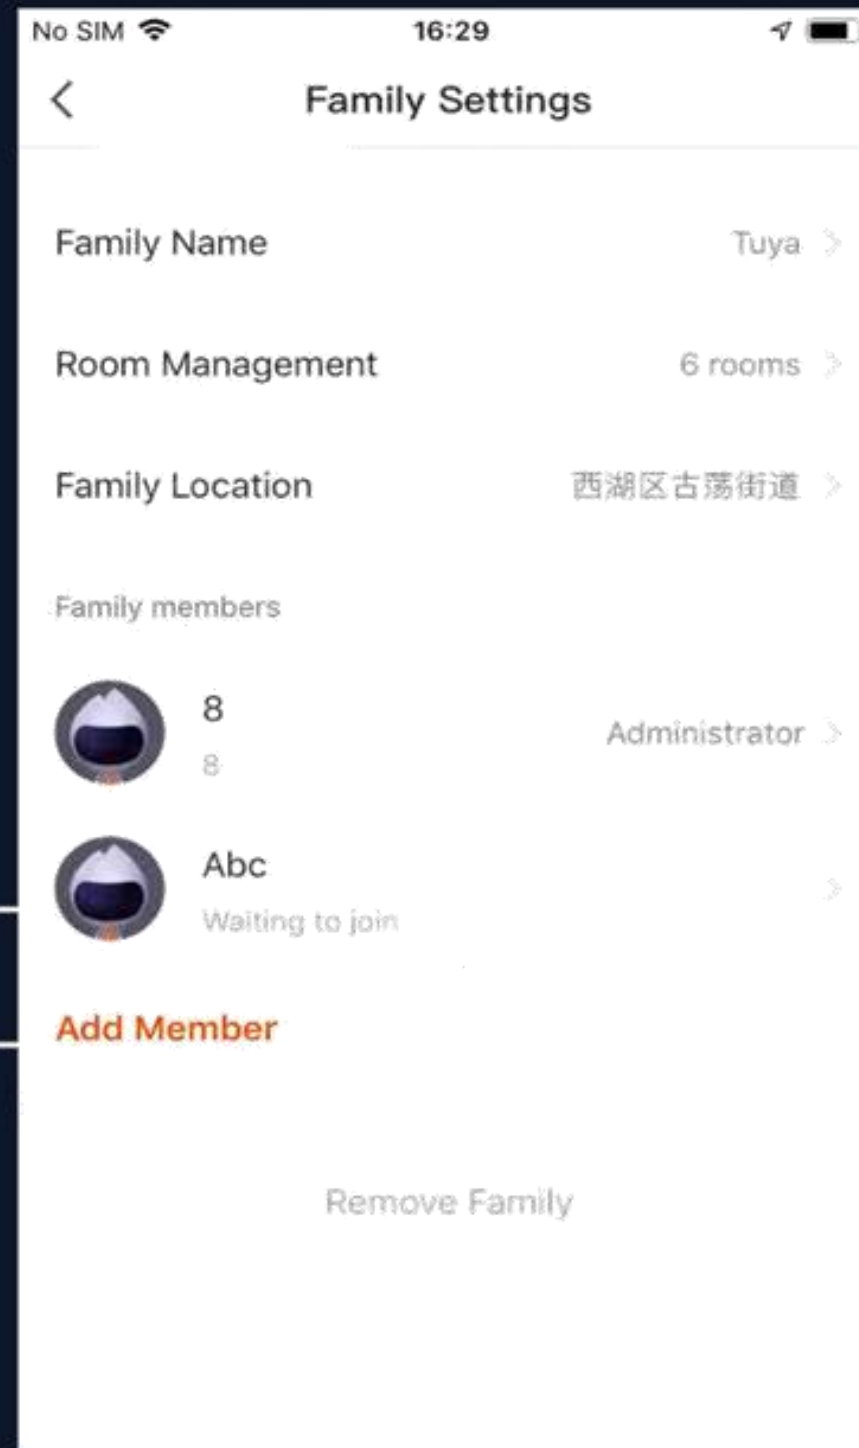 No SIM 16:29
Family Settings
Family Name Tuya
Room Management 6 rooms
Family Location 西湖区古荡街道
Family members
8
8
Administrator
Abc
Waiting to join
Add Member
Remove Family